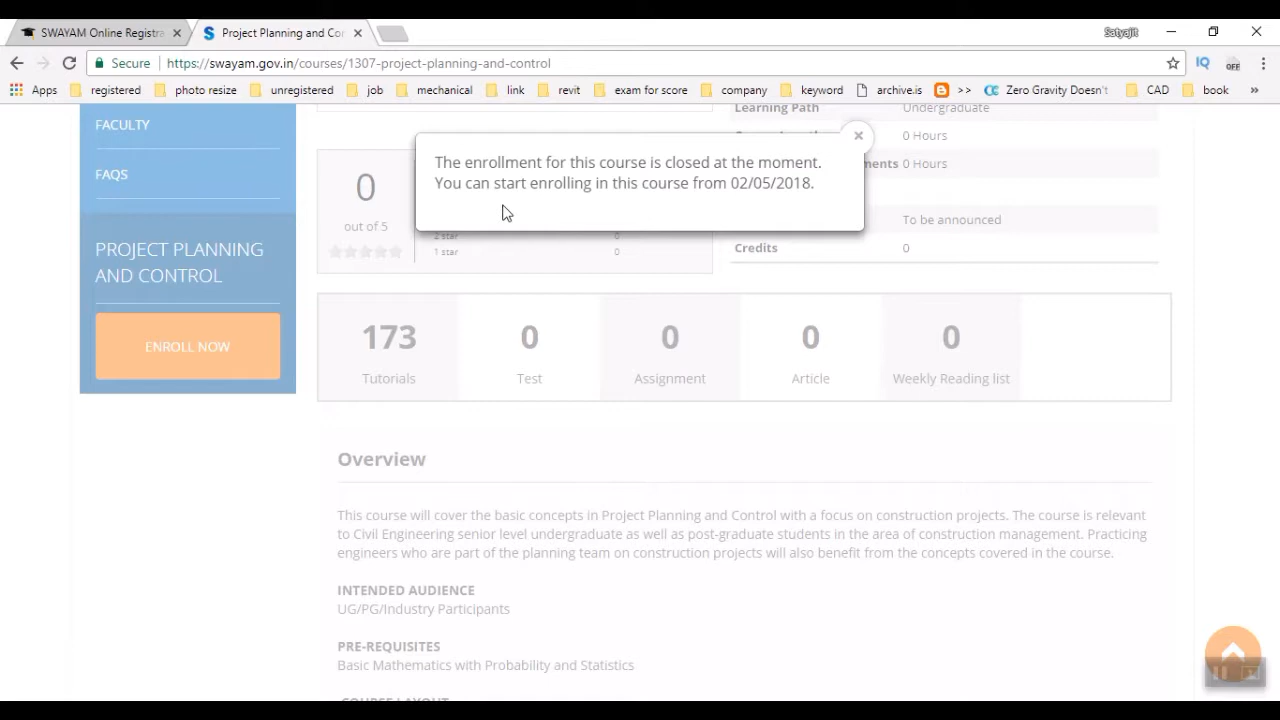 SWAYAM Online Registra
Project Planning and Co
Satyajit
Secure
https://swayam.gov.in/courses/1307-project-planning-and-control
IQ
OFF
Apps
registered
photo resize
unregistered
job
mechanical
link
revit
exam for score
company
keyword
archive.is
>>
Zero Gravity Doesn't
CAD
book
»
FACULTY
FAQS
PROJECT PLANNING
AND CONTROL
ENROLL NOW
The enrollment for this course is closed at the moment.
You can start enrolling in this course from 02/05/2018.
Learning Path Undergraduate
0 Hours
0 Hours
To be announced
Credits 0
0
out of 5
2 star 0
1 star 0
173 0 0 0 0
Tutorials Test Assignment Article Weekly Reading list
Overview
This course will cover the basic concepts in Project Planning and Control with a focus on construction projects. The course is relevant
to Civil Engineering senior level undergraduate as well as post-graduate students in the area of construction management. Practicing
engineers who are part of the planning team on construction projects will also benefit from the concepts covered in the course.
INTENDED AUDIENCE
UG/PG/Industry Participants
PRE-REQUISITES
Basic Mathematics with Probability and Statistics
COURSE LAYOUT